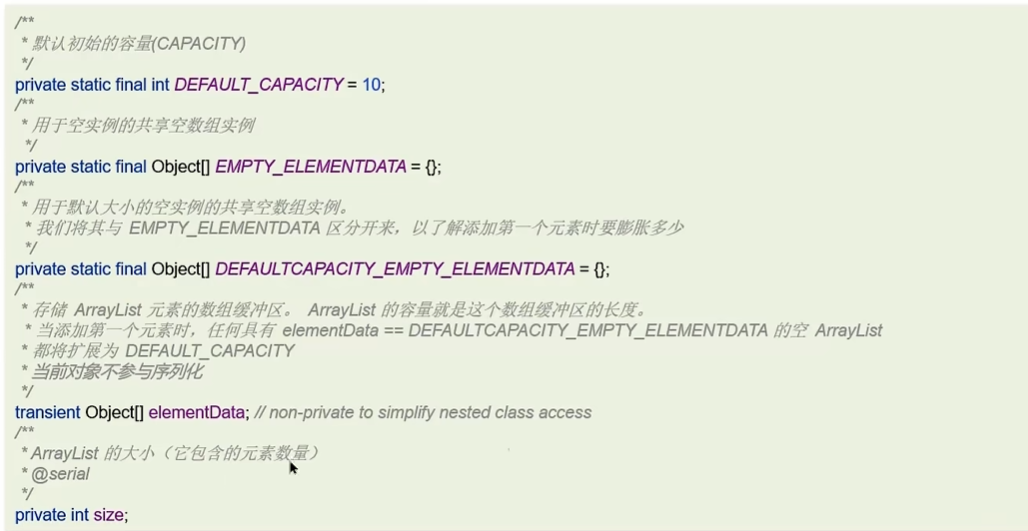 /**
* 默认初始的容量(CAPACITY)
*/
private static final int DEFAULT_CAPACITY = 10;
/**
* 用于空实例的共享空数组实例
*/
private static final Object[] EMPTY_ELEMENTDATA = {};
/**
* 用于默认大小的空实例的共享空数组实例。
* 我们将其与 EMPTY_ELEMENTDATA 区分开来，以了解添加第一个元素时要膨胀多少
*/
private static final Object[] DEFAULTCAPACITY_EMPTY_ELEMENTDATA = {};
/**
* 存储 ArrayList 元素的数组缓冲区。 ArrayList 的容量就是这个数组缓冲区的长度。
* 当添加第一个元素时，任何具有 elementData == DEFAULTCAPACITY_EMPTY_ELEMENTDATA 的空 ArrayList
* 都将扩展为 DEFAULT_CAPACITY
* 当前对象不参与序列化
*/
transient Object[] elementData; // non-private to simplify nested class access
/**
* ArrayList 的大小（它包含的元素数量）
* @serial
*/
private int size;